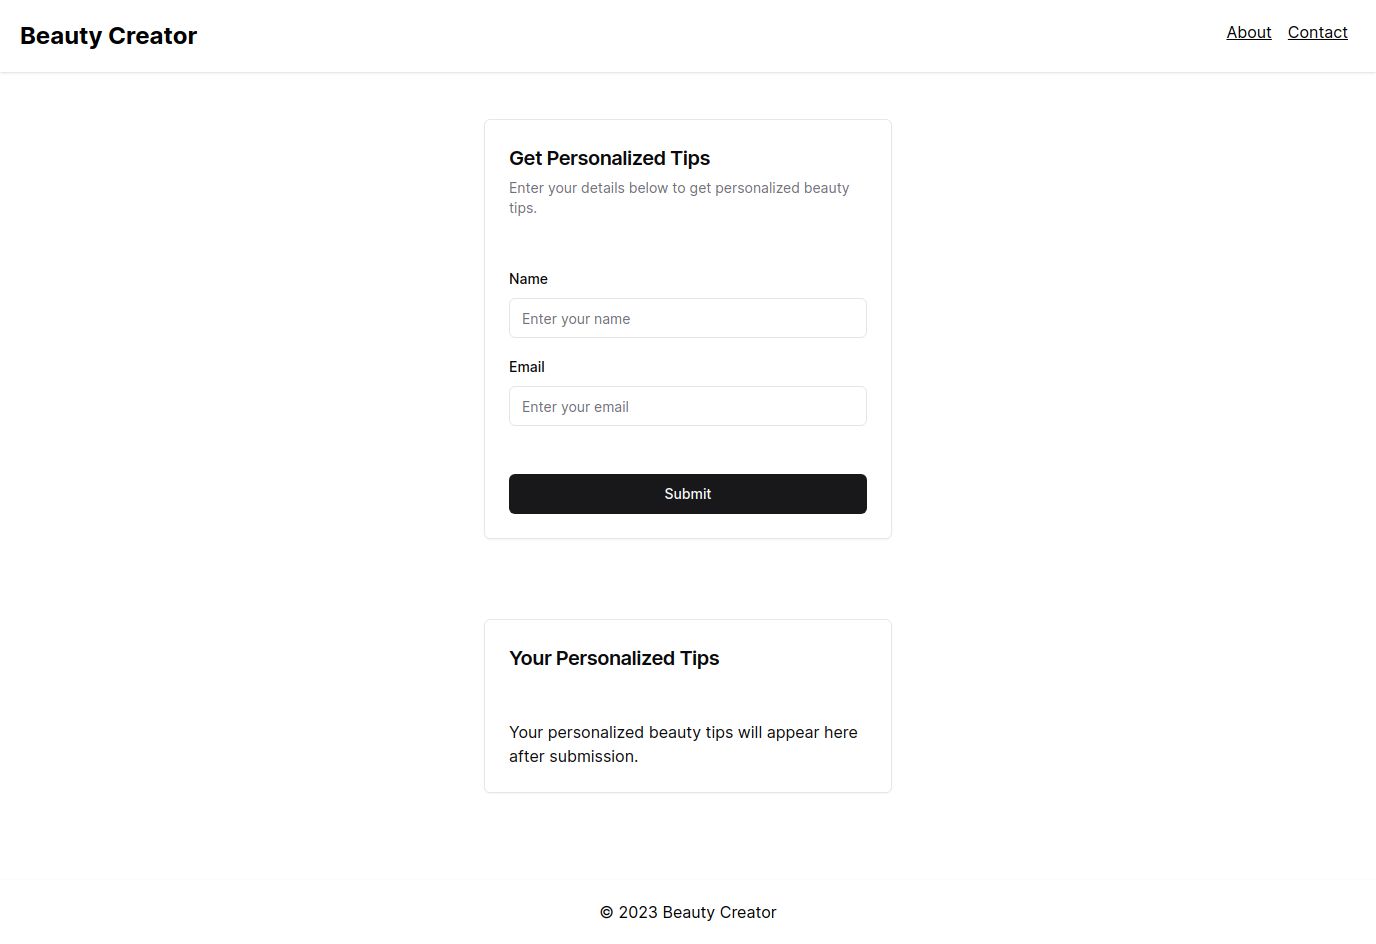 Beauty Creator
About Contact
Get Personalized Tips
Enter your details below to get personalized beauty
tips.
Name
Enter your name
Email
Enter your email
Submit
Your Personalized Tips
Your personalized beauty tips will appear here
after submission.
© 2023 Beauty Creator